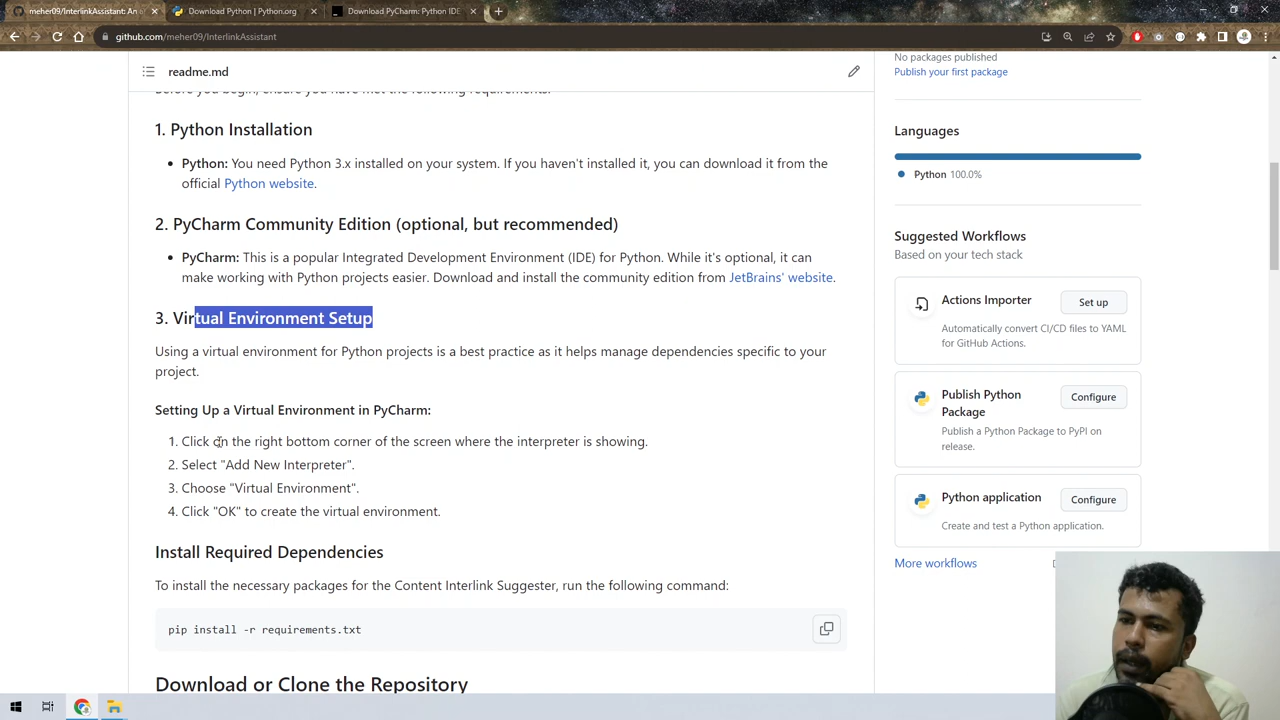 meher09/InterlinkAssistant: An o
Download Python | Python.org
Download PyCharm: Python IDE
github.com/meher09/InterlinkAssistant
readme.md
Before you begin, ensure you have met the following requirements:
1. Python Installation
Python: You need Python 3.x installed on your system. If you haven't installed it, you can download it from the
official Python website.
2. PyCharm Community Edition (optional, but recommended)
PyCharm: This is a popular Integrated Development Environment (IDE) for Python. While it's optional, it can
make working with Python projects easier. Download and install the community edition from JetBrains' website.
3. Virtual Environment Setup
Using a virtual environment for Python projects is a best practice as it helps manage dependencies specific to your
project.
Setting Up a Virtual Environment in PyCharm:
1. Click on the right bottom corner of the screen where the interpreter is showing.
2. Select "Add New Interpreter".
3. Choose "Virtual Environment".
4. Click "OK" to create the virtual environment.
Install Required Dependencies
To install the necessary packages for the Content Interlink Suggester, run the following command:
pip install -r requirements.txt
Download or Clone the Repository
No packages published
Publish your first package
Languages
Python 100.0%
Suggested Workflows
Based on your tech stack
Actions Importer
Set up
Automatically convert CI/CD files to YAML
for GitHub Actions.
Publish Python
Package
Configure
Publish a Python Package to PyPI on
release.
Python application
Configure
Create and test a Python application.
More workflows